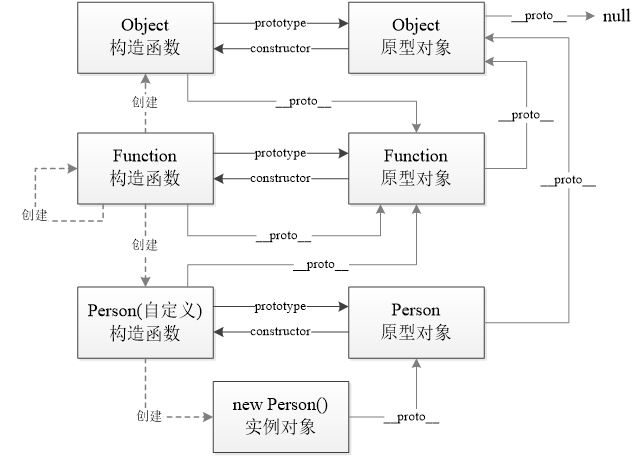 Object
构造函数
prototype
constructor
Object
原型对象
__proto__
null
创建
__proto__
Function
构造函数
prototype
constructor
Function
原型对象
__proto__
__proto__
创建
创建
__proto__
__proto__
Person(自定义)
构造函数
prototype
constructor
Person
原型对象
创建
new Person()
实例对象
__proto__